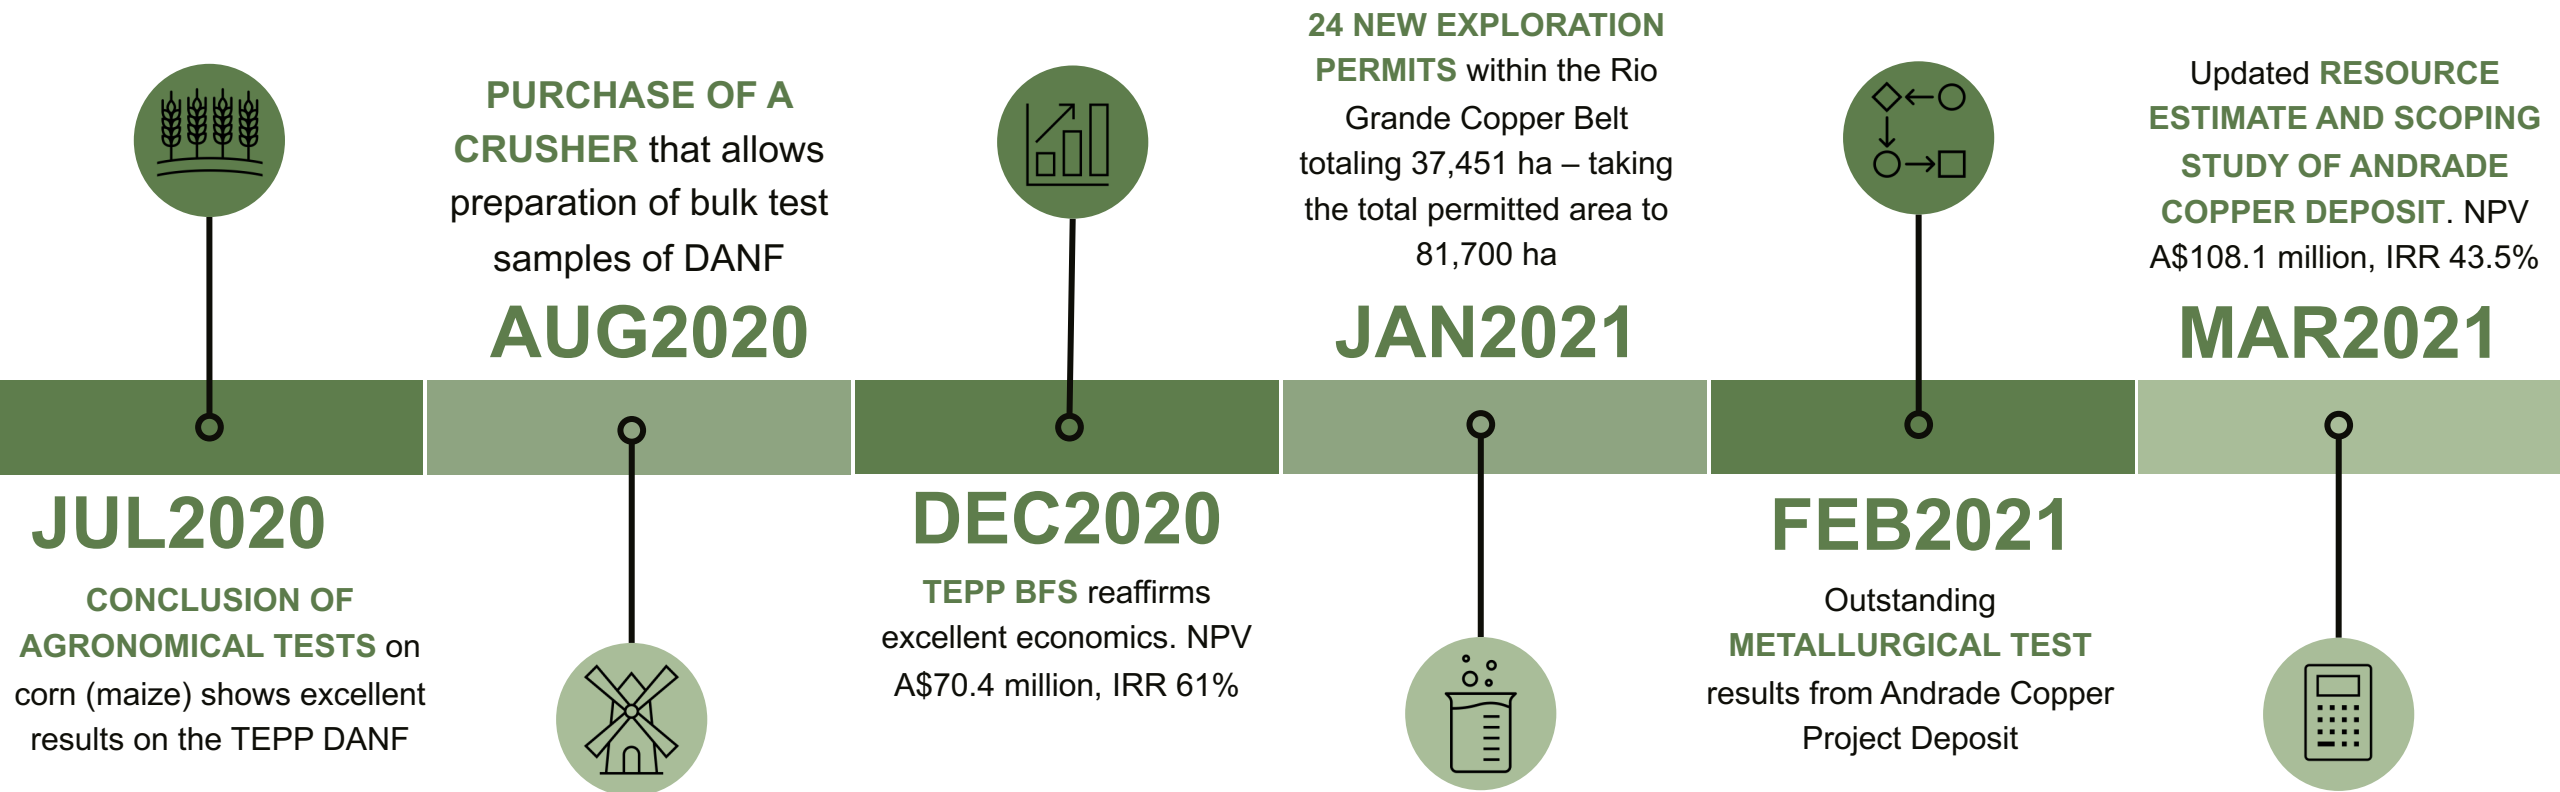 JUL2020
CONCLUSION OF
AGRONOMICAL TESTS on
corn (maize) shows excellent
results on the TEPP DANF
PURCHASE OF A
CRUSHER that allows
preparation of bulk test
samples of DANF
AUG2020
DEC2020
TEPP BFS reaffirms
excellent economics. NPV
A$70.4 million, IRR 61%
24 NEW EXPLORATION
PERMITS within the Rio
Grande Copper Belt
totaling 37,451 ha – taking
the total permitted area to
81,700 ha
JAN2021
FEB2021
Outstanding
METALLURGICAL TEST
results from Andrade Copper
Project Deposit
Updated RESOURCE
ESTIMATE AND SCOPING
STUDY OF ANDRADE
COPPER DEPOSIT. NPV
A$108.1 million, IRR 43.5%
MAR2021